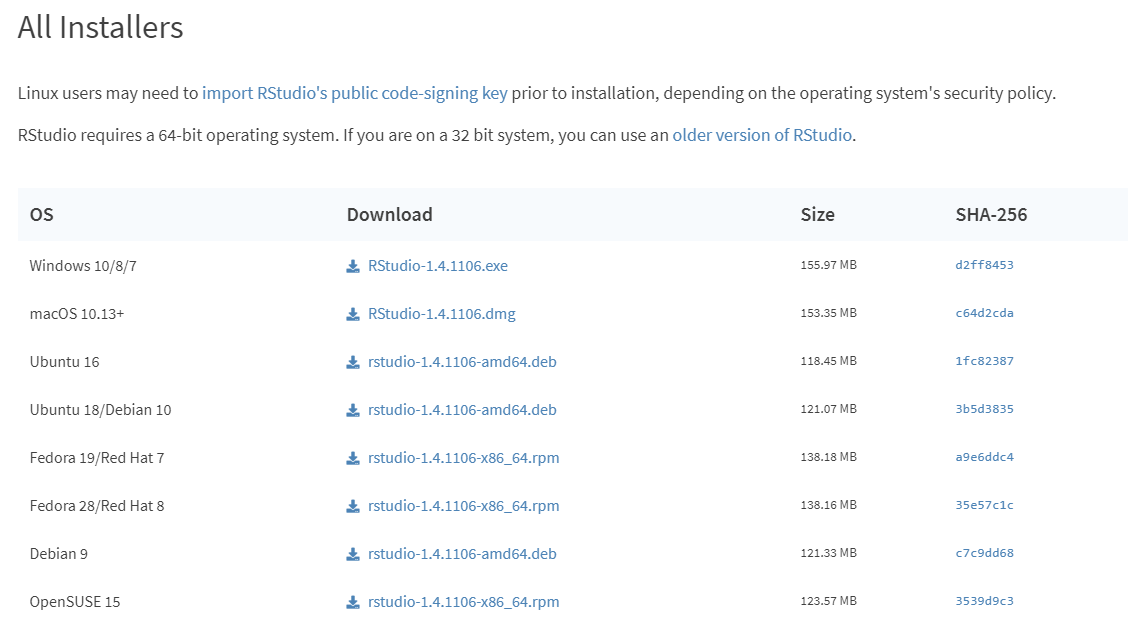 All Installers
Linux users may need to import RStudio's public code-signing key prior to installation, depending on the operating system's security policy.
RStudio requires a 64-bit operating system. If you are on a 32 bit system, you can use an older version of RStudio.
OS Download Size SHA-256
Windows 10/8/7 RStudio-1.4.1106.exe 155.97 MB d2ff8453
macOS 10.13+ RStudio-1.4.1106.dmg 153.35 MB c64d2cda
Ubuntu 16 rstudio-1.4.1106-amd64.deb 118.45 MB 1fc82387
Ubuntu 18/Debian 10 rstudio-1.4.1106-amd64.deb 121.07 MB 3b5d3835
Fedora 19/Red Hat 7 rstudio-1.4.1106-x86_64.rpm 138.18 MB a9e6ddc4
Fedora 28/Red Hat 8 rstudio-1.4.1106-x86_64.rpm 138.16 MB 35e57c1c
Debian 9 rstudio-1.4.1106-amd64.deb 121.33 MB c7c9dd68
OpenSUSE 15 rstudio-1.4.1106-x86_64.rpm 123.57 MB 3539d9c3